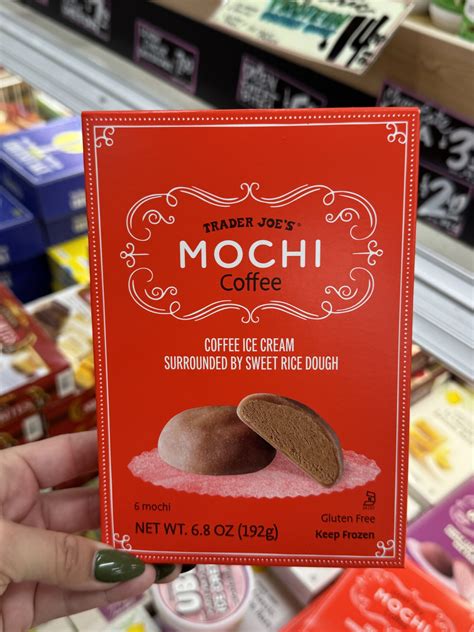 TRADER JOE'S®
MOCHI
Coffee
COFFEE ICE CREAM
SURROUNDED BY SWEET RICE DOUGH
6 mochi
NET WT. 6.8 OZ (192g)
Gluten Free
Keep Frozen